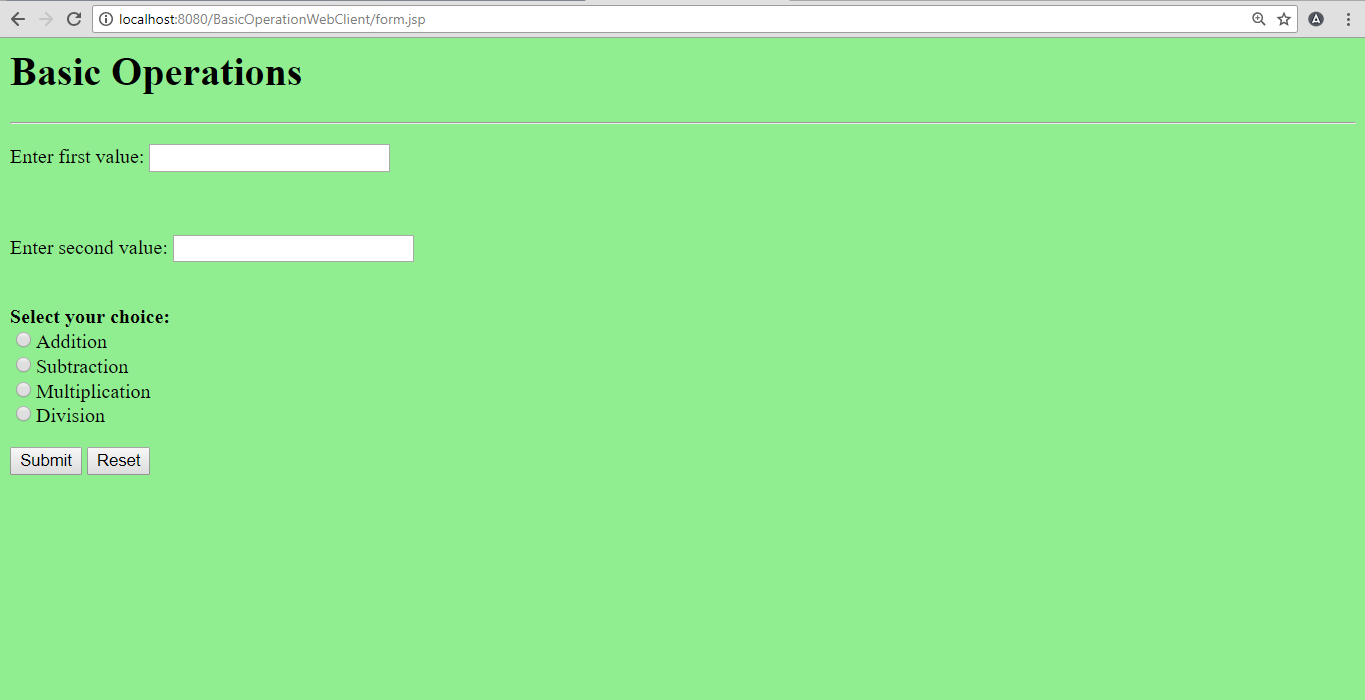 localhost:8080/BasicOperationWebClient/form.jsp
A
Basic Operations
Enter first value:
Enter second value:
Select your choice:
Addition
Subtraction
Multiplication
Division
Submit Reset